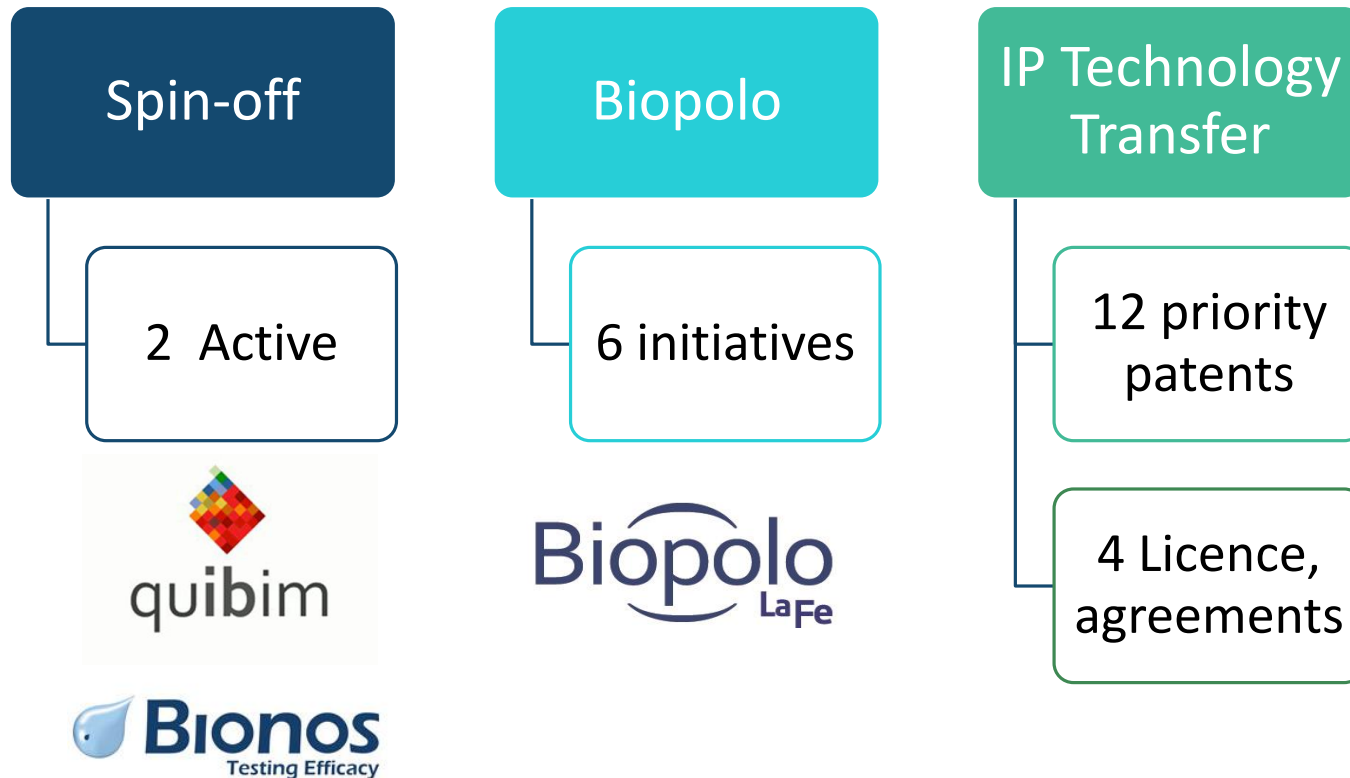 Spin-off
2 Active
quibim
Bionos
Testing Efficacy
Biopolo
6 initiatives
Biopolo
LaFe
IP Technology
Transfer
12 priority
patents
4 Licence,
agreements